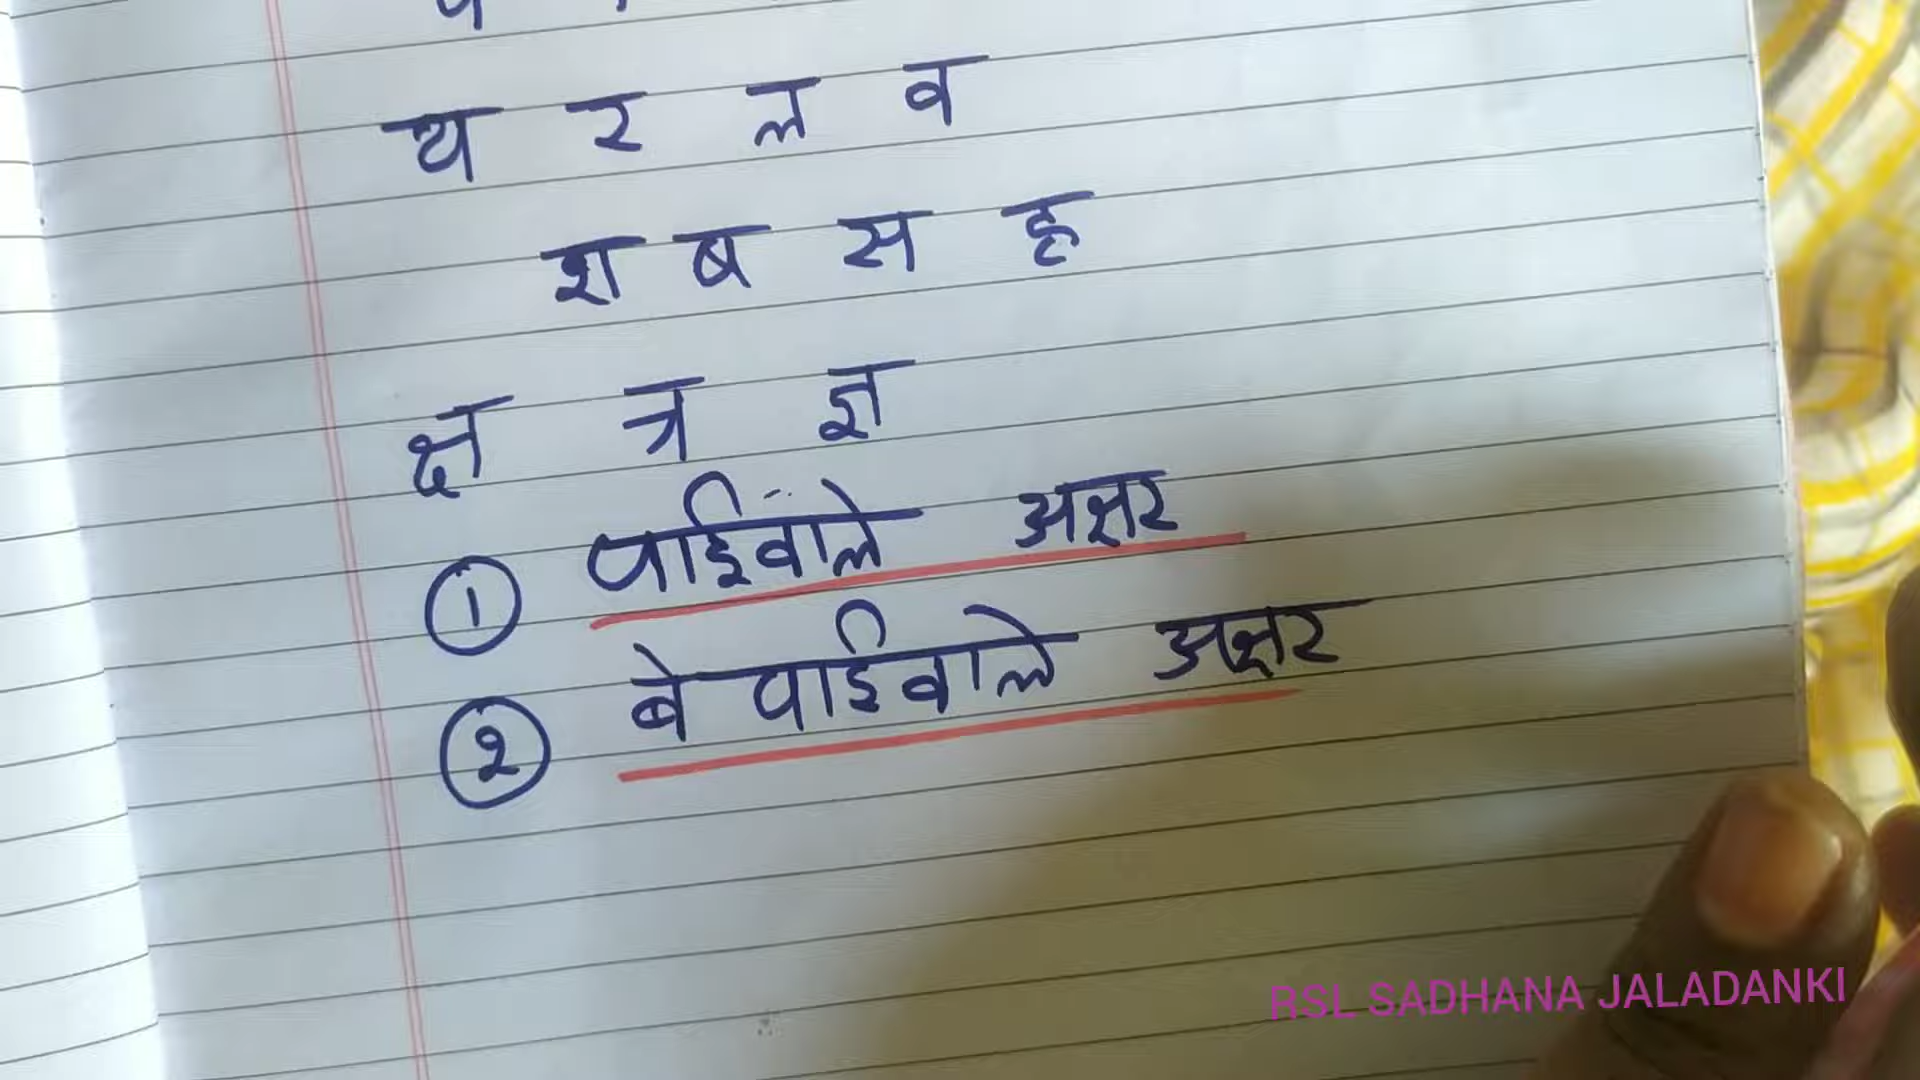 य र ल व
श ष स ह
क्ष त्र ज्ञ
① पाईवाले अक्षर
② बे पाईवाले अक्षर
RSL SADHANA JALADANKI